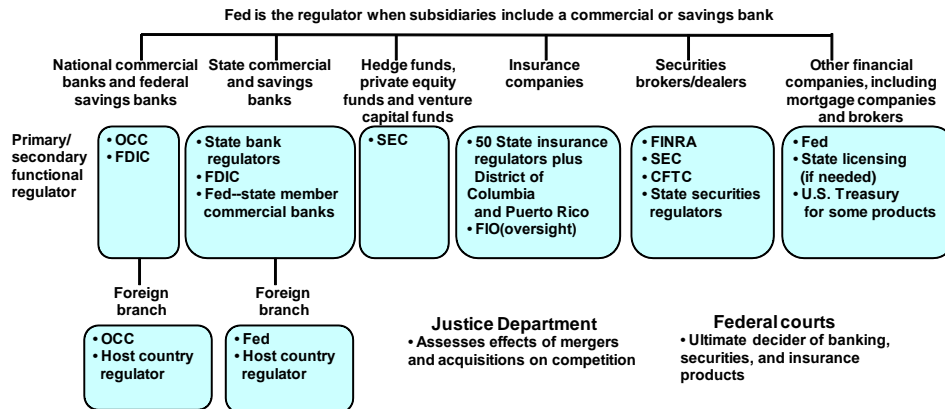 Fed is the regulator when subsidiaries include a commercial or savings bank
National commercial
banks and federal
savings banks
State commercial
and savings
banks
Hedge funds,
private equity
funds and venture
capital funds
Insurance
companies
Securities
brokers/dealers
Other financial
companies, including
mortgage companies
and brokers
Primary/
secondary
functional
regulator
• OCC
• FDIC
• State bank
regulators
• FDIC
• Fed--state member
commercial banks
• SEC
• 50 State insurance
regulators plus
District of
Columbia
and Puerto Rico
• FIO(oversight)
• FINRA
• SEC
• CFTC
• State securities
regulators
• Fed
• State licensing
(if needed)
• U.S. Treasury
for some products
Foreign
branch
Foreign
branch
• OCC
• Host country
regulator
• Fed
• Host country
regulator
Justice Department
• Assesses effects of mergers
and acquisitions on competition
Federal courts
• Ultimate decider of banking,
securities, and insurance
products